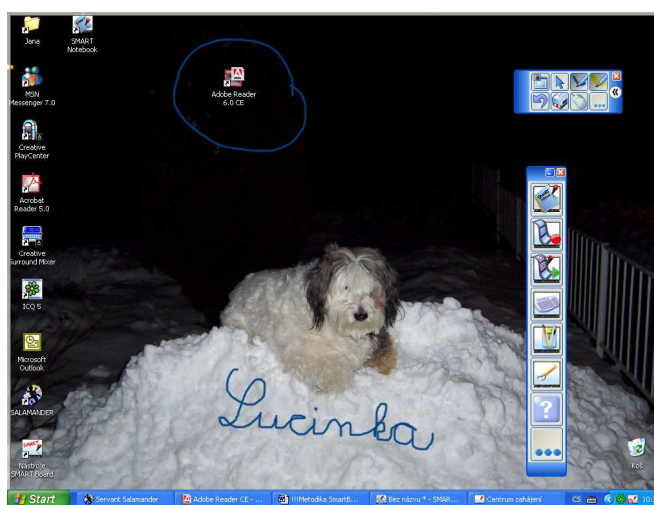 Jana
SMART
Notebook
MSN
Messenger 7.0
Adobe Reader
6.0 CE
Creative
PlayCenter
Acrobat
Reader 5.0
Creative
Surround Mixer
ICQ 5
Microsoft
Outlook
SALAMANDER
Nástroje
SMART Board
Lucinka
Koš
Start
Servant Salamander
Adobe Reader CE - ...
!!!Metodika SmartB...
Bez názvu * - SMAR...
Centrum zahájení
CS